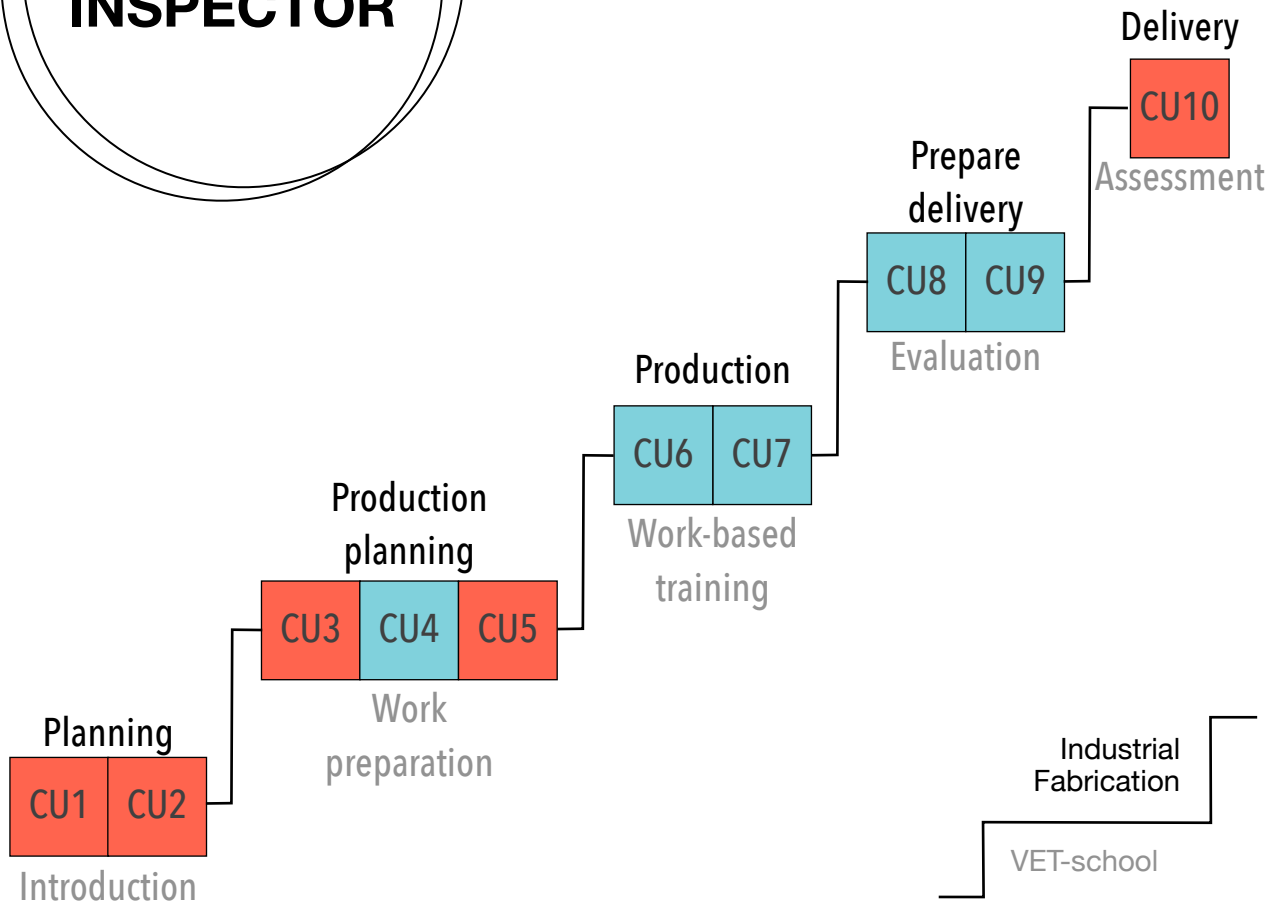 INSPECTOR
Delivery
CU10
Assessment
Prepare
delivery
CU8 CU9
Evaluation
Production
CU6 CU7
Work-based
training
Production
planning
CU3 CU4 CU5
Work
preparation
Planning
CU1 CU2
Introduction
Industrial
Fabrication
VET-school